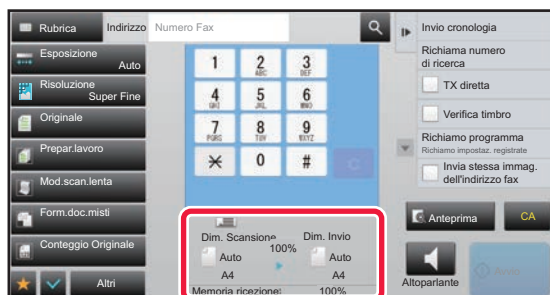 Rubrica
Indirizzo
Numero Fax
Esposizione
Auto
Risoluzione
Super Fine
Originale
Prepar.lavoro
Mod.scan.lenta
Form.doc.misti
Conteggio Originale
Altri
1
2
ABC
3
DEF
4
GHI
5
JKL
6
MNO
7
PQRS
8
TUV
9
WXYZ
0
#
C
Dim. Scansione
100%
Dim. Invio
Auto
Auto
A4
A4
Memoria ricezione:
100%
Invio cronologia
Richiama numero
di ricerca
TX diretta
Verifica timbro
Richiamo programma
Richiamo impostaz. registrate
Invia stessa immag.
dell'indirizzo fax
Anteprima
CA
Altoparlante
Avvio